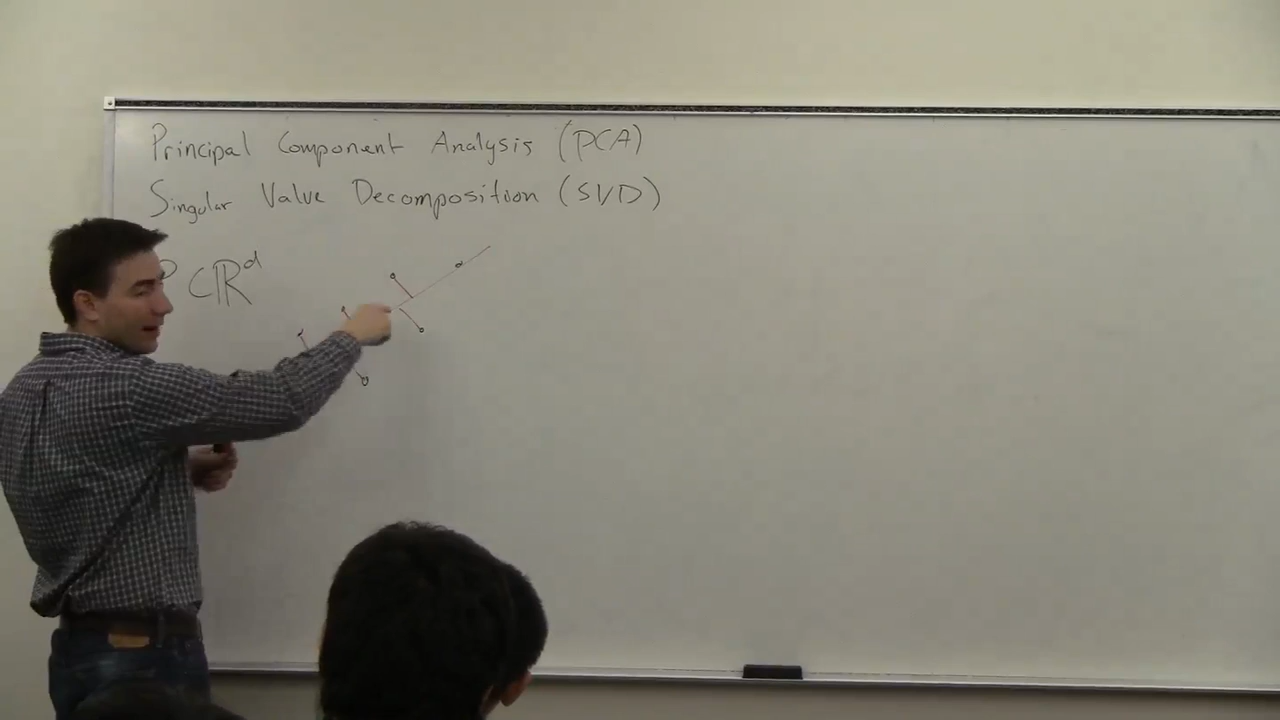 Principal Component Analysis (PCA)
Singular Value Decomposition (SVD)
P ⊂ ℝ^d